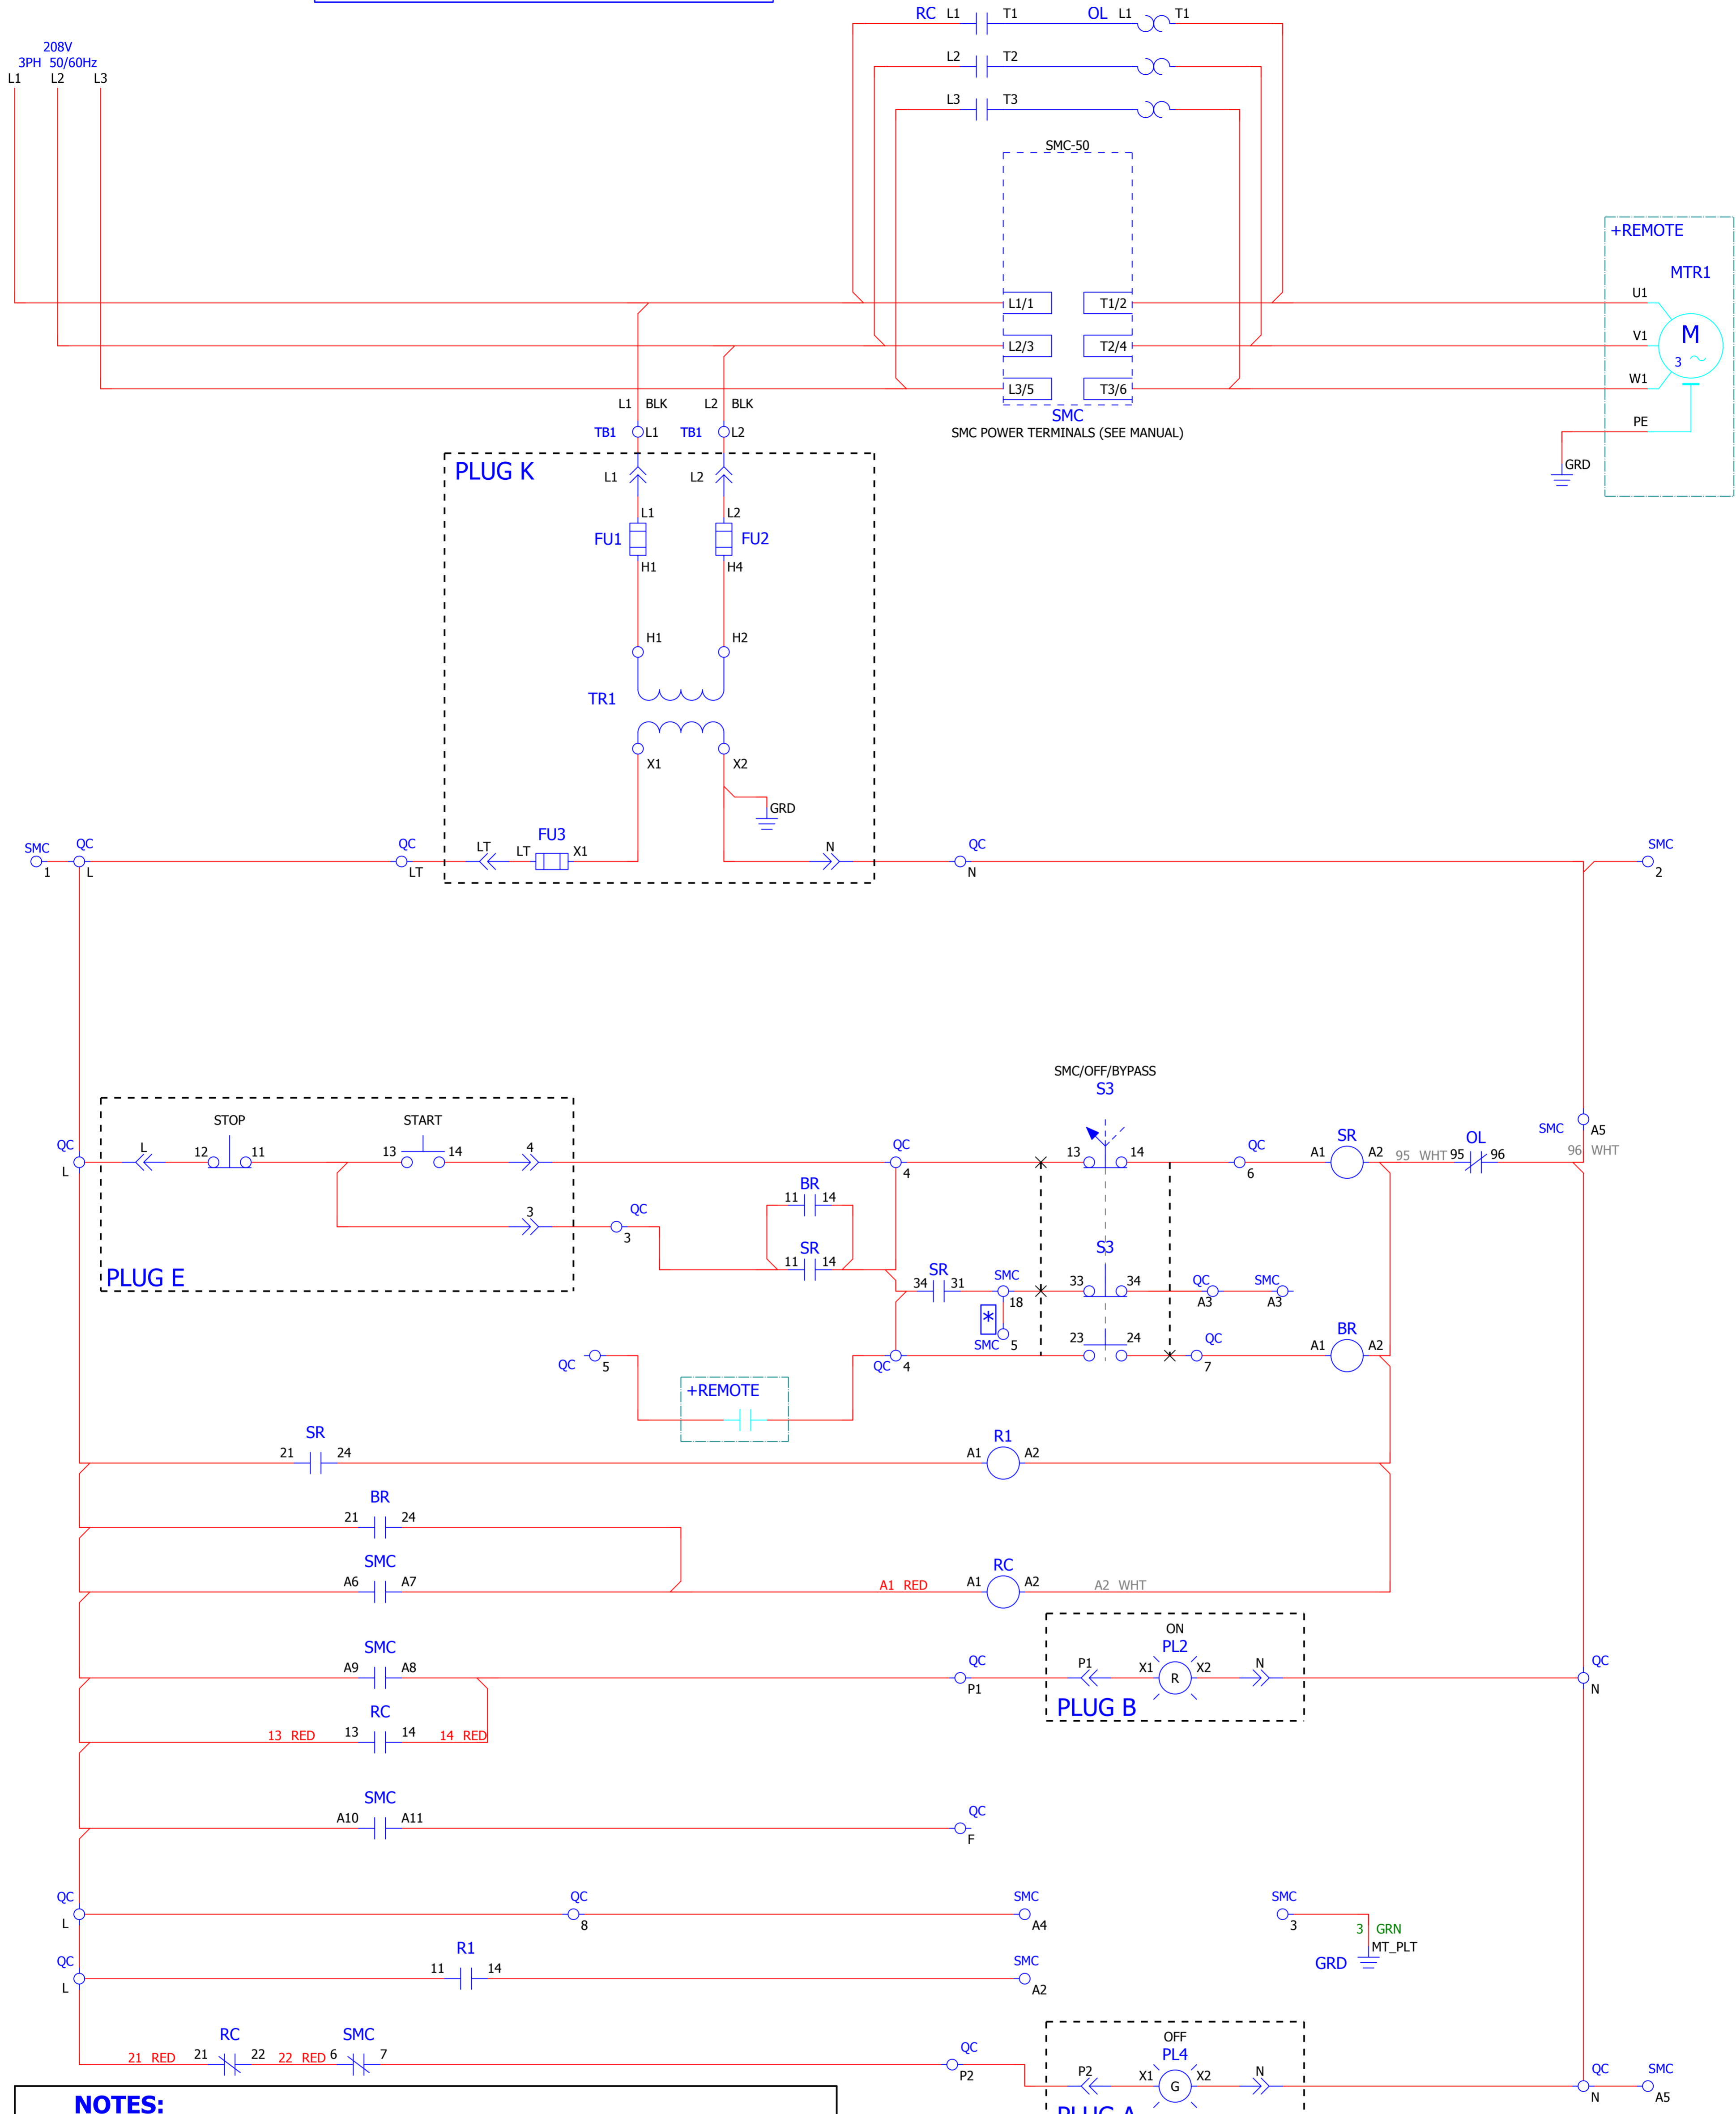 RC L1 T1 OL L1 T1
208V
3PH 50/60Hz
L1 L2 L3
L2 T2
L3 T3
SMC-50
+REMOTE
MTR1
L1/1 T1/2 U1
M
3
L2/3 T2/4 V1
L3/5 T3/6 W1
L1 BLK L2 BLK
SMC
SMC POWER TERMINALS (SEE MANUAL)
PE
GRD
TB1 L1 TB1 L2
PLUG K
L1 L2
L1 L2
FU1 FU2
H1 H4
H1 H2
TR1
X1 X2
GRD
SMC QC QC FU3 QC SMC
LT LT X1 N
1 L LT N 2
SMC/OFF/BYPASS
S3
STOP START
SMC A5
QC L 12 11 13 14 4 QC 13 14 QC SR A1 A2 95 WHT 95 OL 96 96 WHT
L 4 6
BR
11 14
3 QC
3
SR
11 14
S3
PLUG E
SR
34 31 SMC 33 34 QC SMC
18 A3 A3
*
SMC 5 23 24 QC BR A1 A2
QC 5 QC 4 7
+REMOTE
SR R1
21 24 A1 A2
BR
21 24
SMC RC
A6 A7 A1 RED A1 A2 A2 WHT
ON
SMC PL2
A9 A8 QC P1 X1 R X2 N QC
P1 N
PLUG B
RC
13 RED 13 14 14 RED
SMC
A10 A11 QC
F
QC QC SMC SMC
L 8 A4 3
3 GRN
MT_PLT
GRD
QC R1 SMC
L 11 14 A2
OFF
RC SMC PL4
21 RED 21 22 22 RED 6 7 QC P2 X1 G X2 N QC SMC
P2 N A5
NOTES:
PLUG A